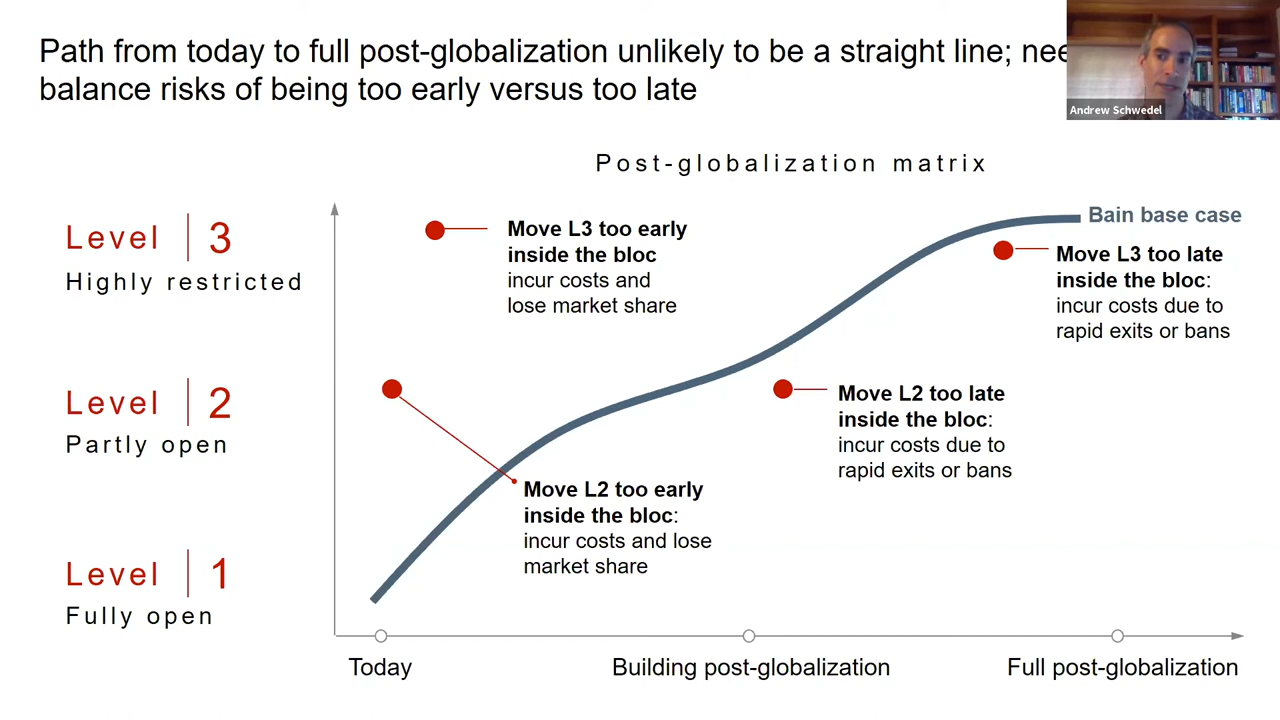 Path from today to full post-globalization unlikely to be a straight line;
balance risks of being too early versus too late
Andrew Schwedel
Post-globalization matrix
Level 3
Highly restricted
Level 2
Partly open
Level 1
Fully open
Move L3 too early
inside the bloc
incur costs and
lose market share
Bain base case
Move L3 too late
inside the bloc:
incur costs due to
rapid exits or bans
Move L2 too late
inside the bloc:
incur costs due to
rapid exits or bans
Move L2 too early
inside the bloc:
incur costs and lose
market share
Today
Building post-globalization
Full post-globalization